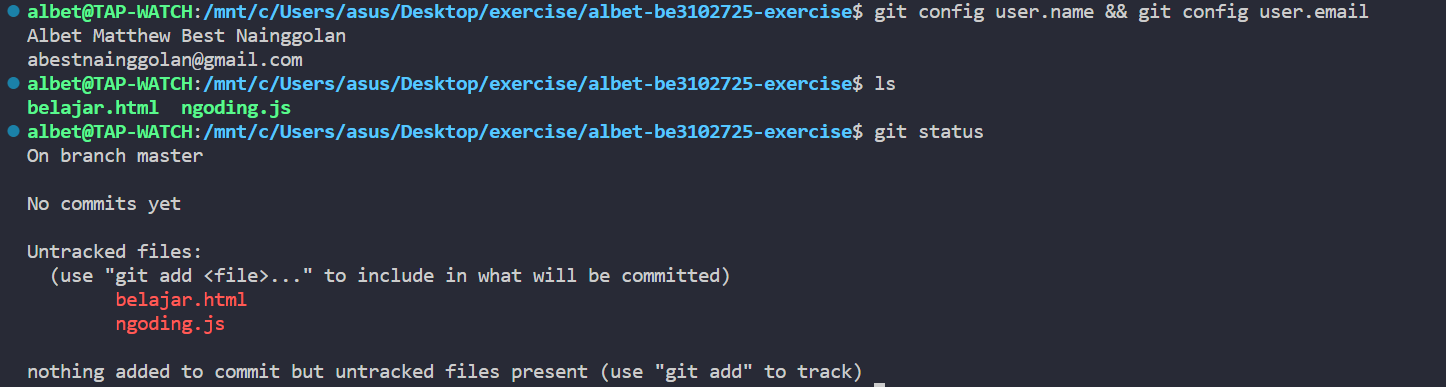 albet@TAP-WATCH:/mnt/c/Users/asus/Desktop/exercise/albet-be3102725-exercise$ git config user.name && git config user.email
Albet Matthew Best Nainggolan
abestnainggolan@gmail.com
albet@TAP-WATCH:/mnt/c/Users/asus/Desktop/exercise/albet-be3102725-exercise$ ls
belajar.html  ngoding.js
albet@TAP-WATCH:/mnt/c/Users/asus/Desktop/exercise/albet-be3102725-exercise$ git status
On branch master
No commits yet
Untracked files:
  (use "git add <file>..." to include in what will be committed)
        belajar.html
        ngoding.js
nothing added to commit but untracked files present (use "git add" to track)